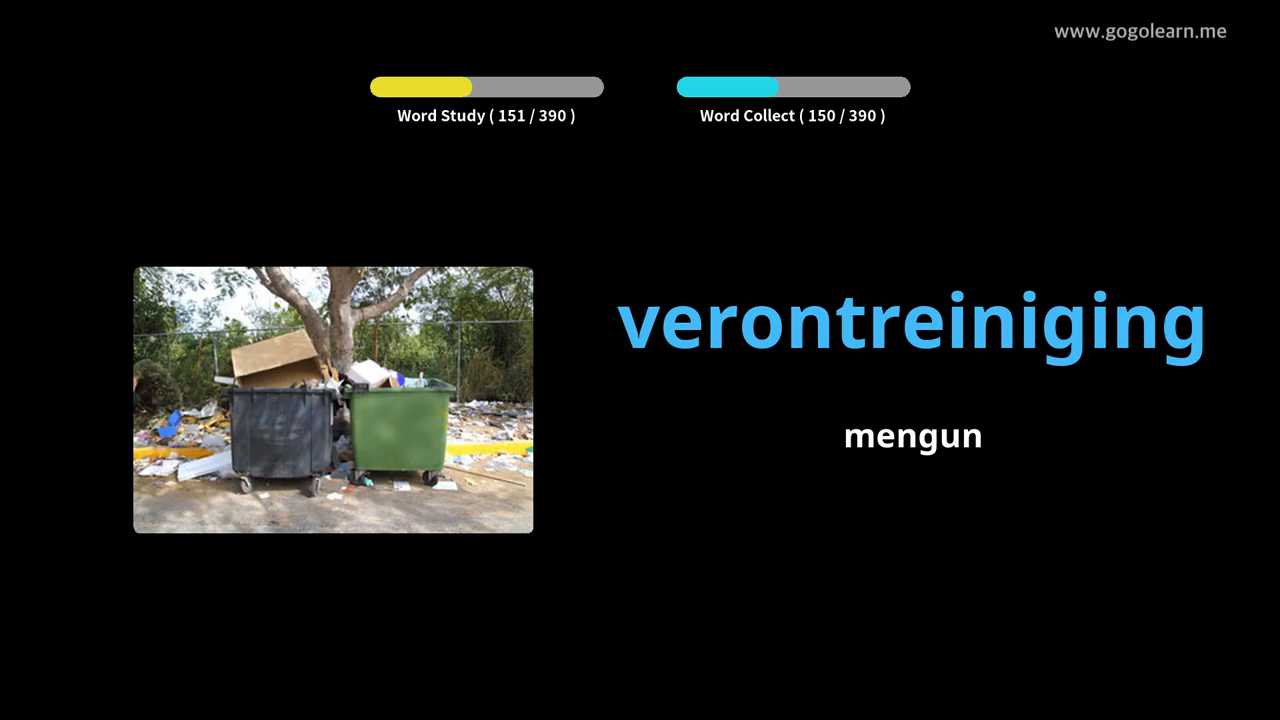 www.gogolearn.me
Word Study ( 151 / 390 )
Word Collect ( 150 / 390 )
verontreiniging
mengun